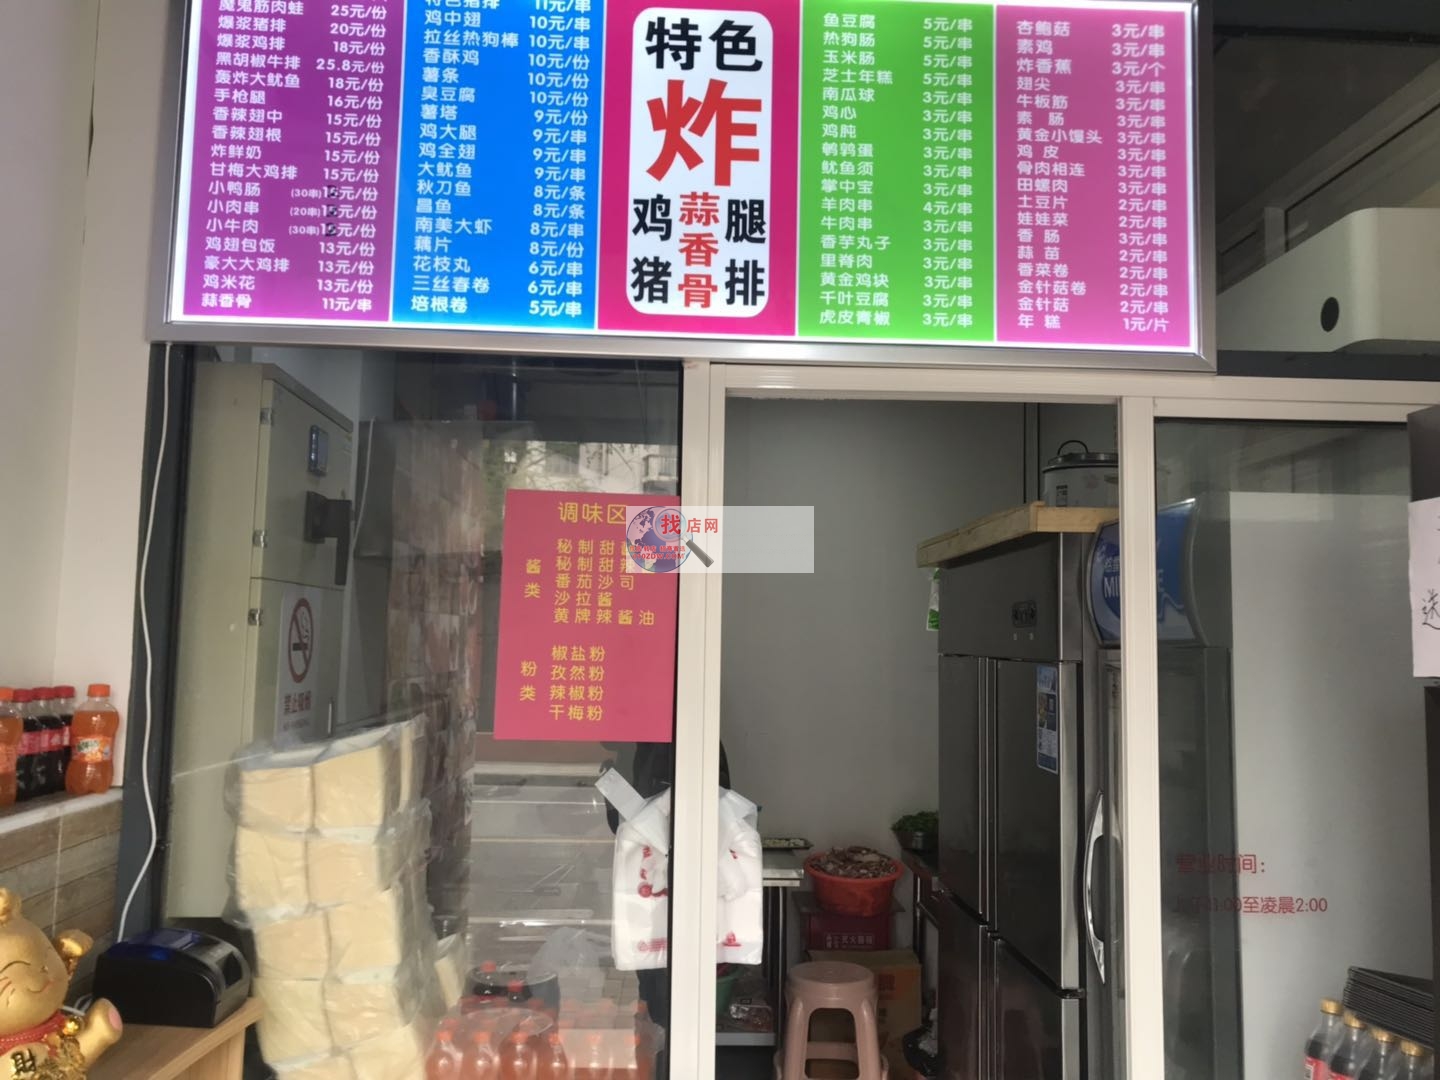 魔鬼筋肉蛙 25元/份
爆浆猪排 20元/份
爆浆鸡排 18元/份
黑胡椒牛排 25.8元/份
轰炸大鱿鱼 18元/份
手枪腿 16元/份
香辣翅中 15元/份
香辣翅根 15元/份
炸鲜奶 15元/份
甘梅大鸡排 15元/份
小鸭肠 (30串)15元/份
小肉串 (20串)15元/份
小牛肉 (30串)15元/份
鸡翅包饭 13元/份
豪大大鸡排 13元/份
鸡米花 13元/份
蒜香骨 11元/串
特色猪排 11元/串
鸡中翅 10元/串
拉丝热狗棒 10元/串
香酥鸡 10元/份
薯条 10元/份
臭豆腐 10元/份
薯塔 9元/份
鸡大腿 9元/串
鸡全翅 9元/串
大鱿鱼 9元/串
秋刀鱼 8元/条
昌鱼 8元/条
南美大虾 8元/串
藕片 8元/份
花枝丸 6元/串
三丝春卷 6元/串
培根卷 5元/串
特色
炸
鸡腿
蒜香骨
猪排
鱼豆腐 5元/串
热狗肠 5元/串
玉米肠 5元/串
芝士年糕 5元/串
南瓜球 3元/串
鸡心 3元/串
鸡肫 3元/串
鹌鹑蛋 3元/串
鱿鱼须 3元/串
掌中宝 3元/串
羊肉串 4元/串
牛肉串 3元/串
香芋丸子 3元/串
里脊肉 3元/串
黄金鸡块 3元/串
千叶豆腐 3元/串
虎皮青椒 3元/串
杏鲍菇 3元/串
素鸡 3元/串
炸香蕉 3元/个
翅尖 3元/串
牛板筋 3元/串
素肠 3元/串
黄金小馒头 3元/串
鸡皮 3元/串
骨肉相连 3元/串
田螺肉 3元/串
土豆片 2元/串
娃娃菜 2元/串
香肠 3元/串
蒜苗 2元/串
香菜卷 2元/串
金针菇卷 2元/串
金针菇 2元/串
年糕 1元/片
调味区
酱类
秘制甜
秘制甜辣
番茄沙司
沙拉酱
黄牌辣酱油
粉类
椒盐粉
孜然粉
辣椒粉
干梅粉
找店网
禁止吸烟
送
营业时间:
:00至凌晨2:00
财